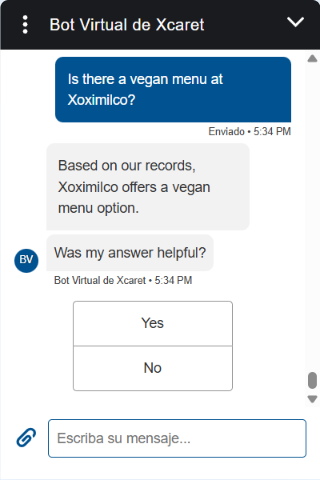 Bot Virtual de Xcaret
Is there a vegan menu at
Xoximilco?
Enviado • 5:34 PM
Based on our records,
Xoximilco offers a vegan
menu option.
Was my answer helpful?
BV
Bot Virtual de Xcaret • 5:34 PM
Yes
No
Escriba su mensaje...